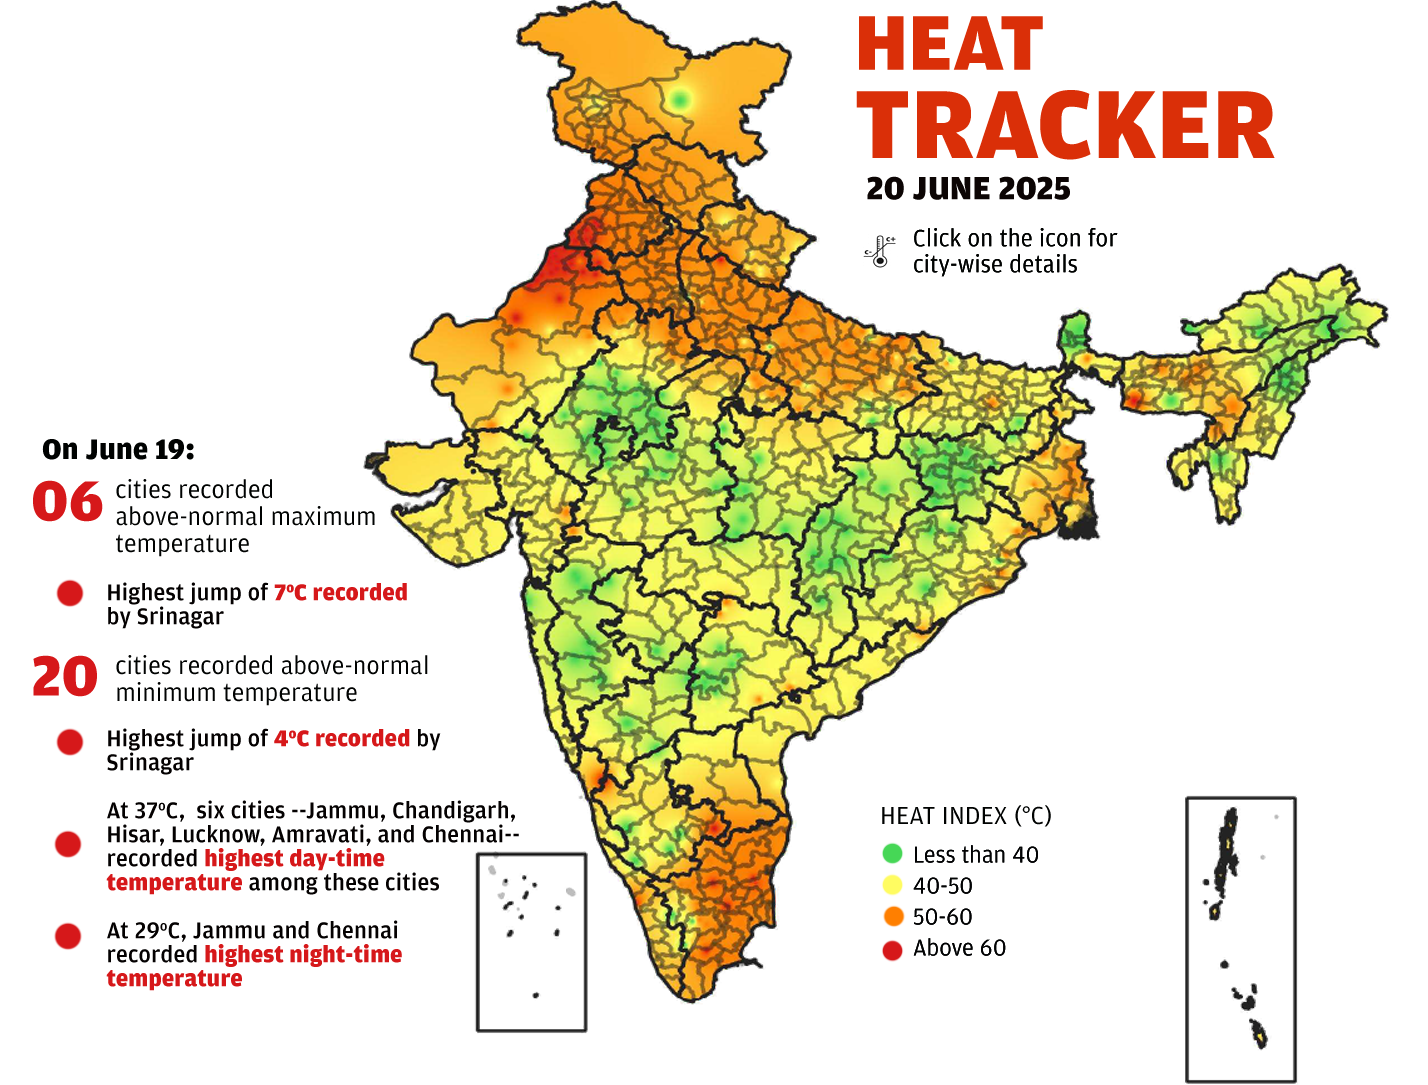 HEAT
TRACKER
20 JUNE 2025
c+
c-
Click on the icon for
city-wise details
On June 19:
06
cities recorded
above-normal maximum
temperature
Highest jump of 7ºC recorded
by Srinagar
20
cities recorded above-normal
minimum temperature
Highest jump of 4ºC recorded by
Srinagar
At 37ºC, six cities --Jammu, Chandigarh,
Hisar, Lucknow, Amravati, and Chennai--
recorded highest day-time
temperature among these cities
At 29ºC, Jammu and Chennai
recorded highest night-time
temperature
HEAT INDEX (°C)
Less than 40
40-50
50-60
Above 60